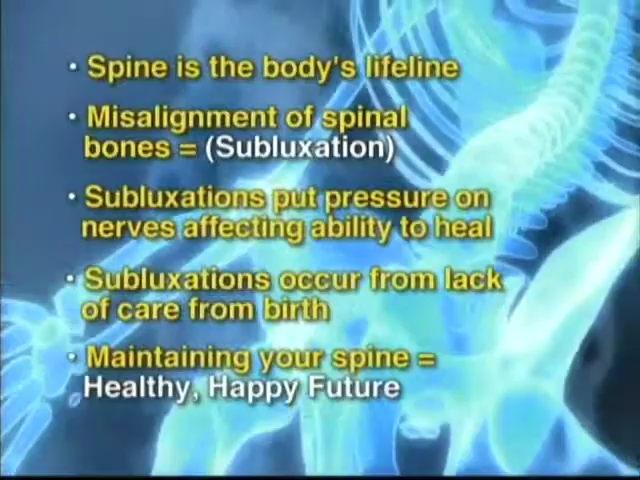 • Spine is the body's lifeline
• Misalignment of spinal
bones = (Subluxation)
• Subluxations put pressure on
nerves affecting ability to heal
• Subluxations occur from lack
of care from birth
• Maintaining your spine =
Healthy, Happy Future